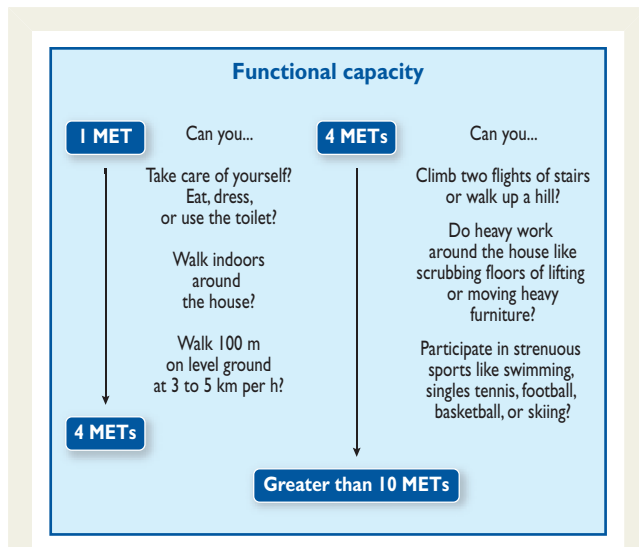 Functional capacity
1 MET
Can you...
Take care of yourself?
Eat, dress,
or use the toilet?
Walk indoors
around
the house?
Walk 100 m
on level ground
at 3 to 5 km per h?
4 METs
4 METs
Can you...
Climb two flights of stairs
or walk up a hill?
Do heavy work
around the house like
scrubbing floors of lifting
or moving heavy
furniture?
Participate in strenuous
sports like swimming,
singles tennis, football,
basketball, or skiing?
Greater than 10 METs